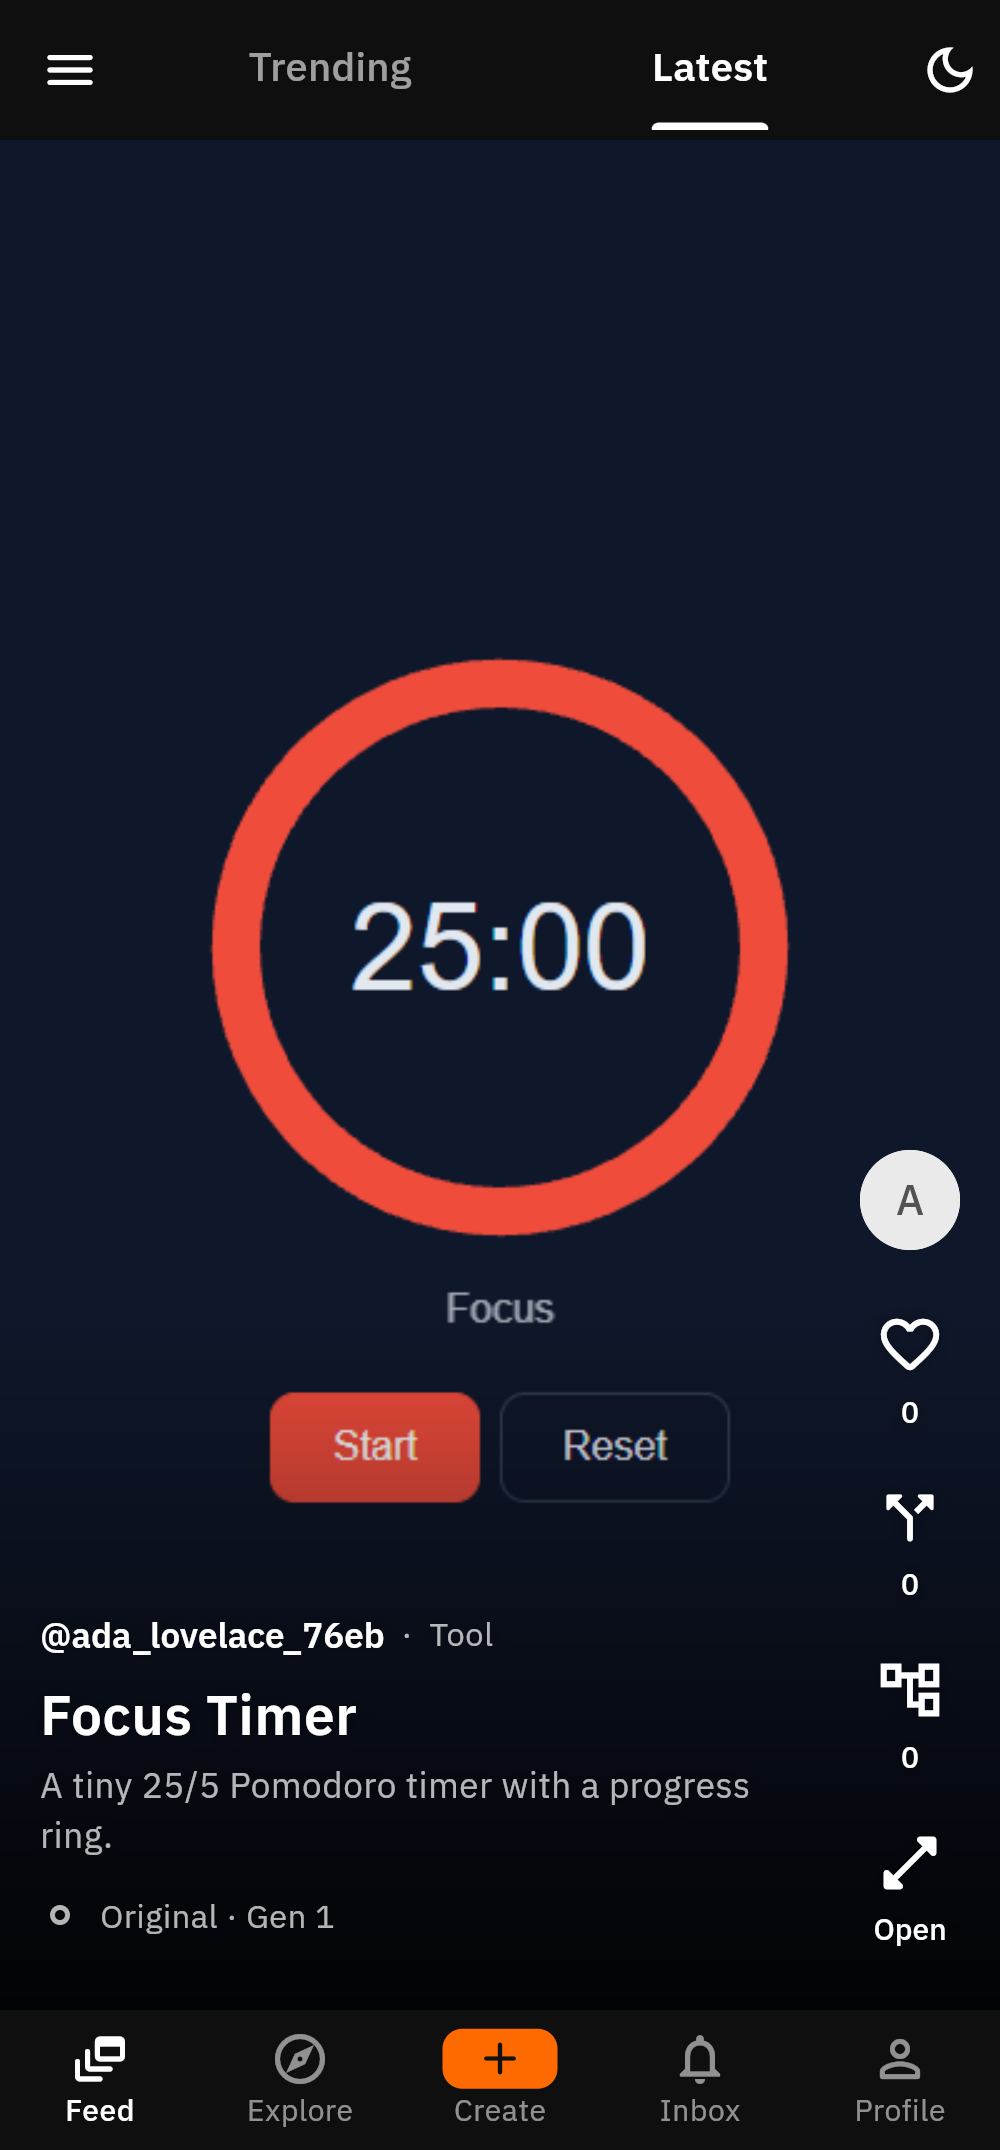 Trending
Latest
25:00
A
Focus
0
Start
Reset
0
@ada_lovelace_76eb · Tool
Focus Timer
0
A tiny 25/5 Pomodoro timer with a progress
ring.
Original · Gen 1
Open
Feed
Explore
Create
Inbox
Profile